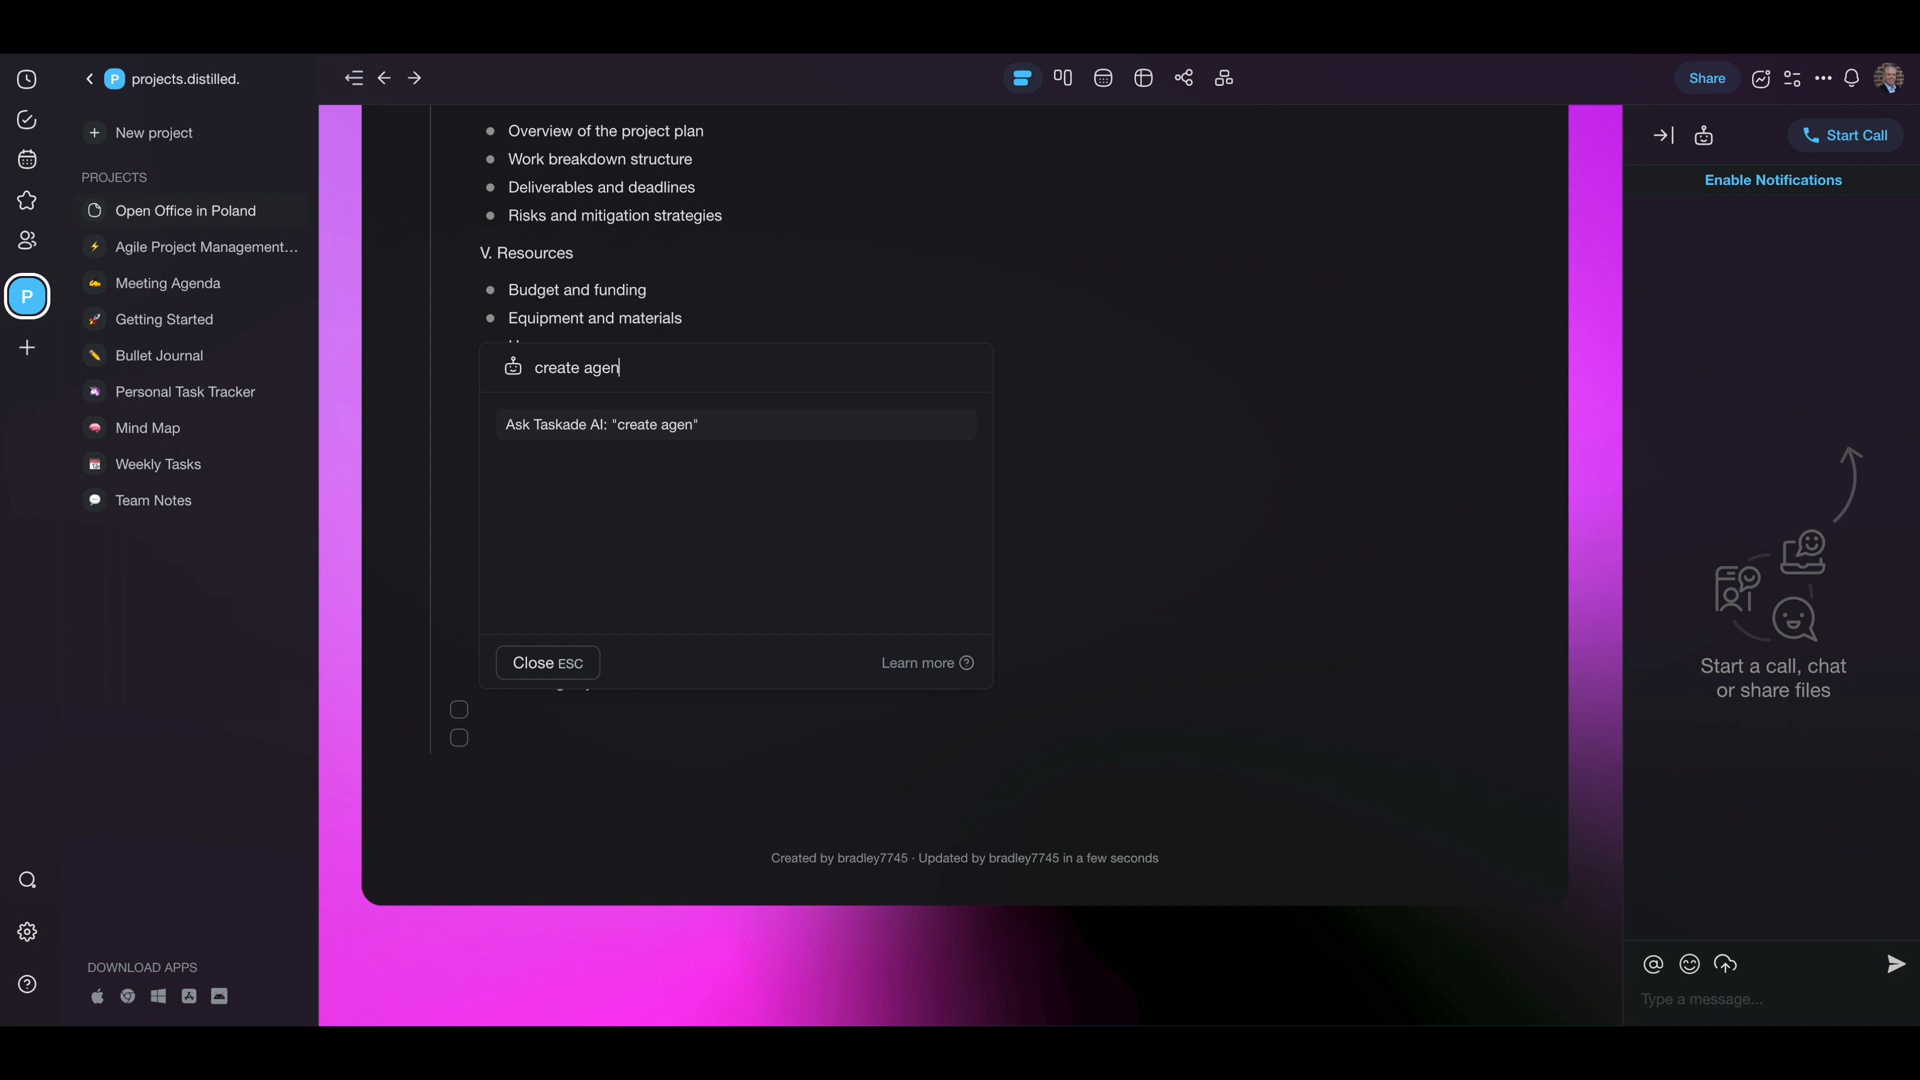 P projects.distilled.
Share
New project
PROJECTS
Open Office in Poland
Agile Project Management...
Meeting Agenda
Getting Started
Bullet Journal
Personal Task Tracker
Mind Map
Weekly Tasks
Team Notes
P
DOWNLOAD APPS
Overview of the project plan
Work breakdown structure
Deliverables and deadlines
Risks and mitigation strategies
V. Resources
Budget and funding
Equipment and materials
create agen
Ask Taskade AI: "create agen"
Close ESC
Learn more
Created by bradley7745 · Updated by bradley7745 in a few seconds
Start Call
Enable Notifications
Start a call, chat
or share files
Type a message...